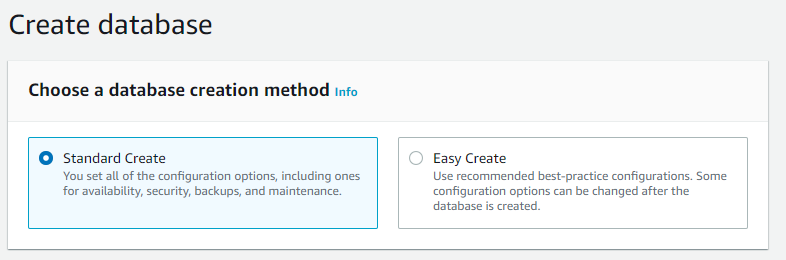 Create database
Choose a database creation method Info
Standard Create
You set all of the configuration options, including ones
for availability, security, backups, and maintenance.
Easy Create
Use recommended best-practice configurations. Some
configuration options can be changed after the
database is created.